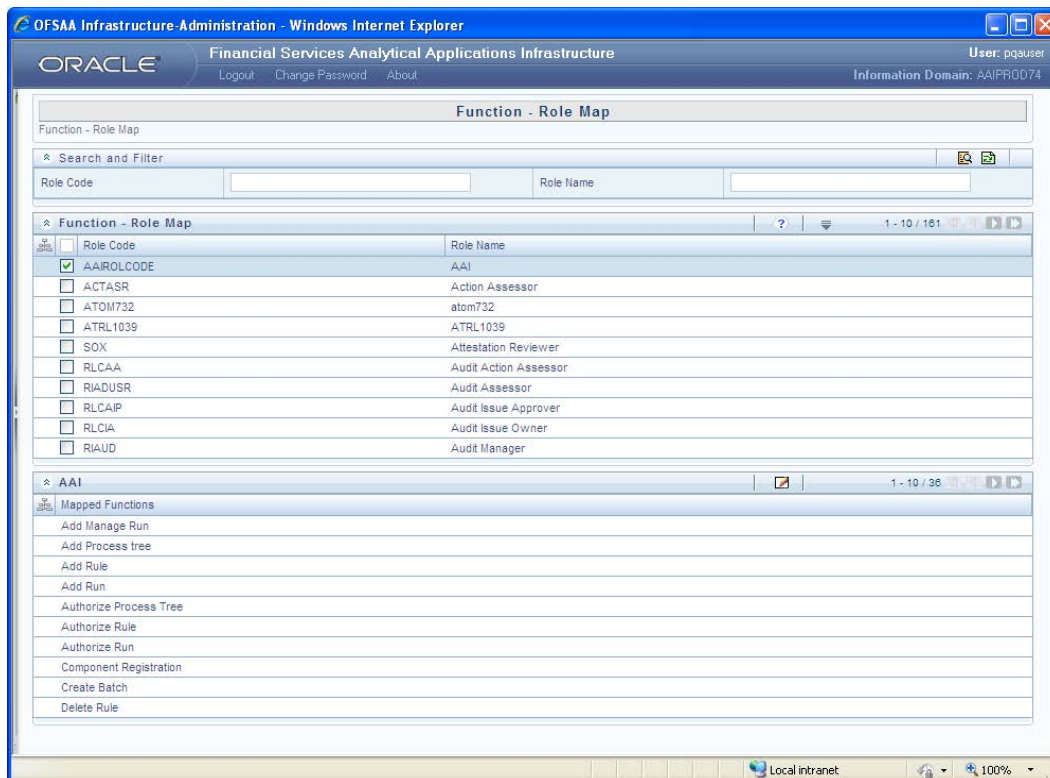 OFSAA Infrastructure-Administration - Windows Internet Explorer
ORACLE
Financial Services Analytical Applications Infrastructure
User: pqauser
Logout Change Password About
Information Domain: AAIPROD74
Function - Role Map
Function - Role Map
Search and Filter
Role Code Role Name
Function - Role Map ? 1 - 10 / 161
Role Code Role Name
AAIROLCODE AAI
ACTASR Action Assessor
ATOM732 atom732
ATRL1039 ATRL1039
SOX Attestation Reviewer
RLCAA Audit Action Assessor
RIADUSR Audit Assessor
RLCAIP Audit Issue Approver
RLCIA Audit Issue Owner
RIAUD Audit Manager
AAI 1 - 10 / 36
Mapped Functions
Add Manage Run
Add Process tree
Add Rule
Add Run
Authorize Process Tree
Authorize Rule
Authorize Run
Component Registration
Create Batch
Delete Rule
Local intranet 100%